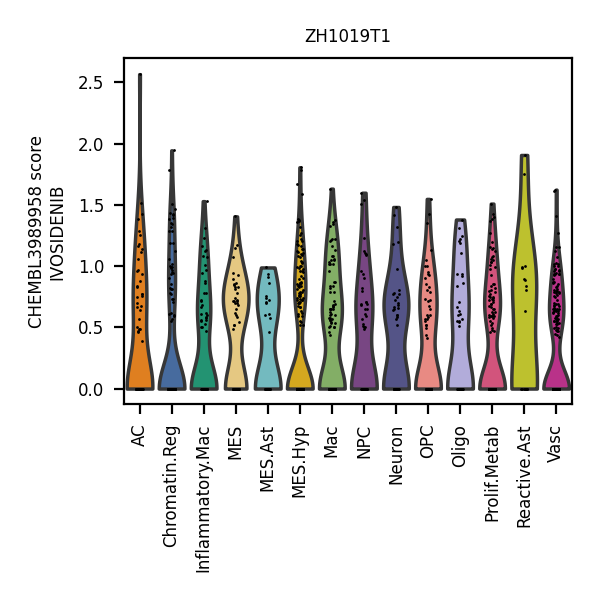 ZH1019T1
CHEMBL3989958 score
IVOSIDENIB
2.5
2.0
1.5
1.0
0.5
0.0
AC
Chromatin.Reg
Inflammatory.Mac
MES
MES.Ast
MES.Hyp
Mac
NPC
Neuron
OPC
Oligo
Prolif.Metab
Reactive.Ast
Vasc